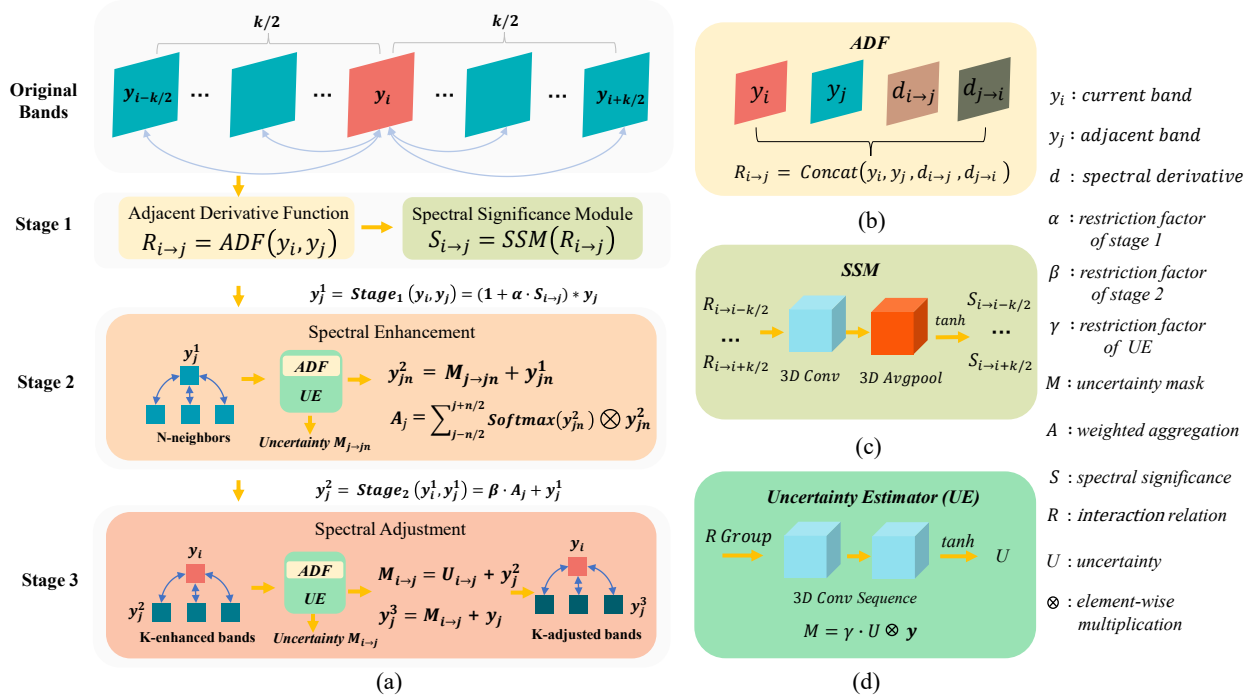 k/2
k/2
Original
Bands
y_{i-k/2}
...
...
y_i
...
...
y_{i+k/2}
Stage 1
Adjacent Derivative Function
R_{i→j} = ADF(y_i, y_j)
Spectral Significance Module
S_{i→j} = SSM(R_{i→j})
y_j^1 = Stage_1 (y_i, y_j) = (1 + α · S_{i→j}) * y_j
Stage 2
Spectral Enhancement
y_j^1
N-neighbors
ADF
UE
Uncertainty M_{j→jn}
y_{jn}^2 = M_{j→jn} + y_{jn}^1
A_j = ∑_{j-n/2}^{j+n/2} Softmax(y_{jn}^2) ⊗ y_{jn}^2
y_j^2 = Stage_2 (y_i^1, y_j^1) = β · A_j + y_j^1
Stage 3
Spectral Adjustment
y_i
y_j^2
K-enhanced bands
ADF
UE
Uncertainty M_{i→j}
M_{i→j} = U_{i→j} + y_j^2
y_j^3 = M_{i→j} + y_j
y_i
y_j^3
K-adjusted bands
(a)
ADF
y_i
y_j
d_{i→j}
d_{j→i}
R_{i→j} = Concat(y_i, y_j, d_{i→j}, d_{j→i})
(b)
SSM
R_{i→i-k/2}
...
R_{i→i+k/2}
3D Conv
3D Avgpool
tanh
S_{i→i-k/2}
...
S_{i→i+k/2}
(c)
Uncertainty Estimator (UE)
R Group
tanh
U
3D Conv Sequence
M = γ · U ⊗ y
(d)
y_i : current band
y_j : adjacent band
d : spectral derivative
α : restriction factor
of stage 1
β : restriction factor
of stage 2
γ : restriction factor
of UE
M : uncertainty mask
A : weighted aggregation
S : spectral significance
R : interaction relation
U : uncertainty
⊗ : element-wise
multiplication